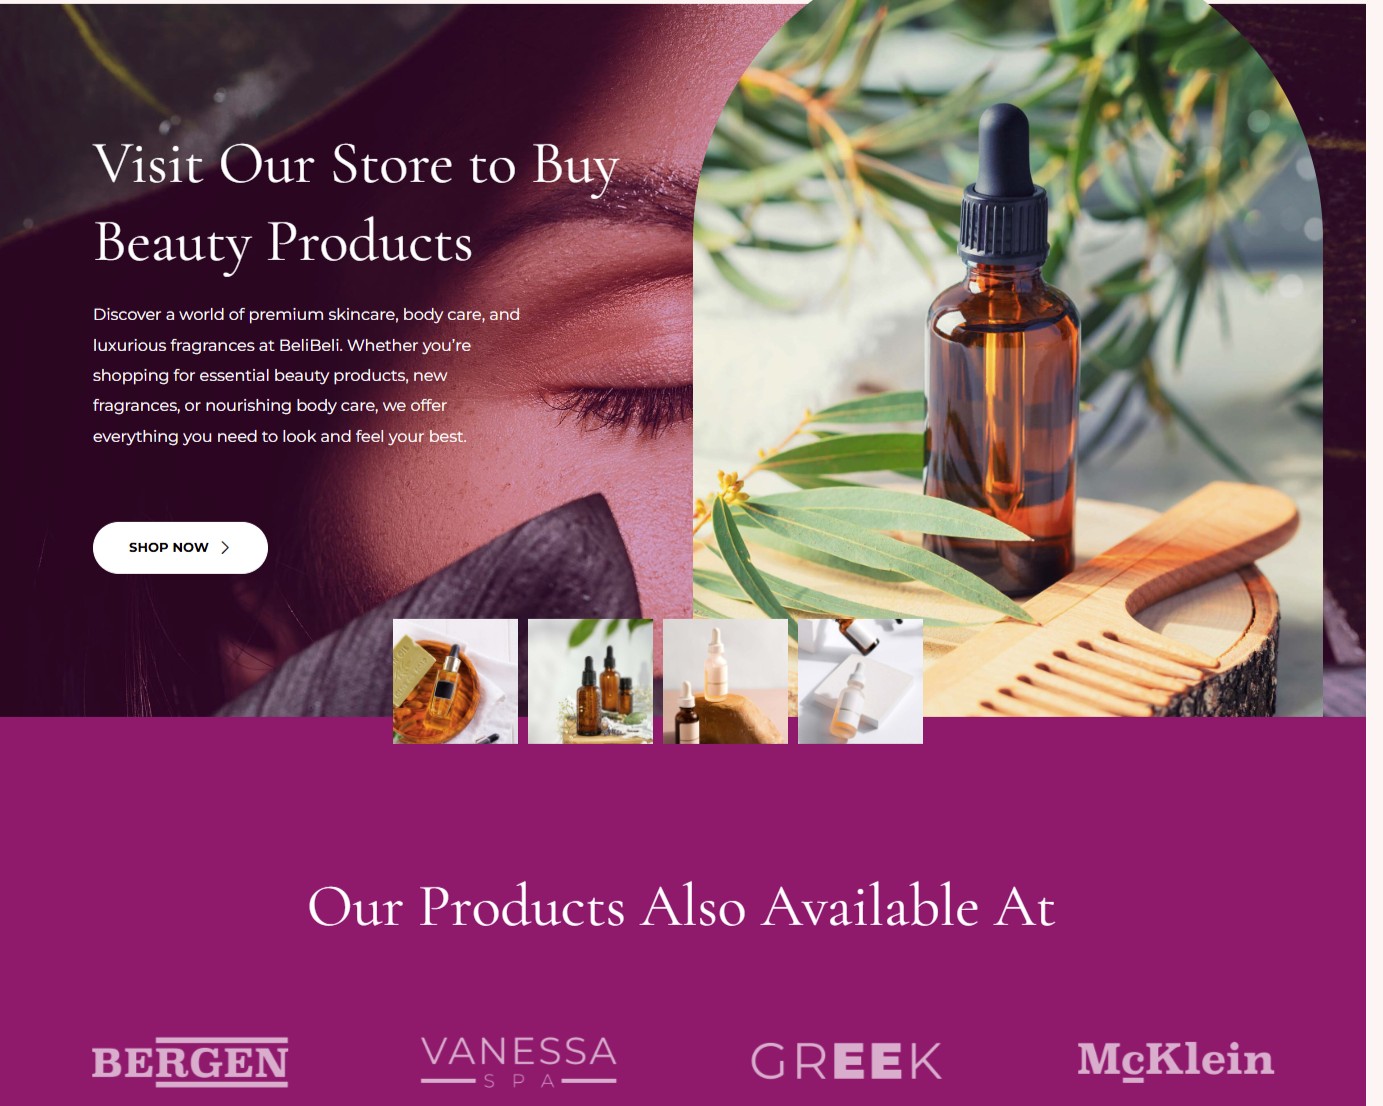 Visit Our Store to Buy
Beauty Products
Discover a world of premium skincare, body care, and
luxurious fragrances at BeliBeli. Whether you’re
shopping for essential beauty products, new
fragrances, or nourishing body care, we offer
everything you need to look and feel your best.
SHOP NOW
Our Products Also Available At
BERGEN
VANESSA
SPA
GREEK
McKlein